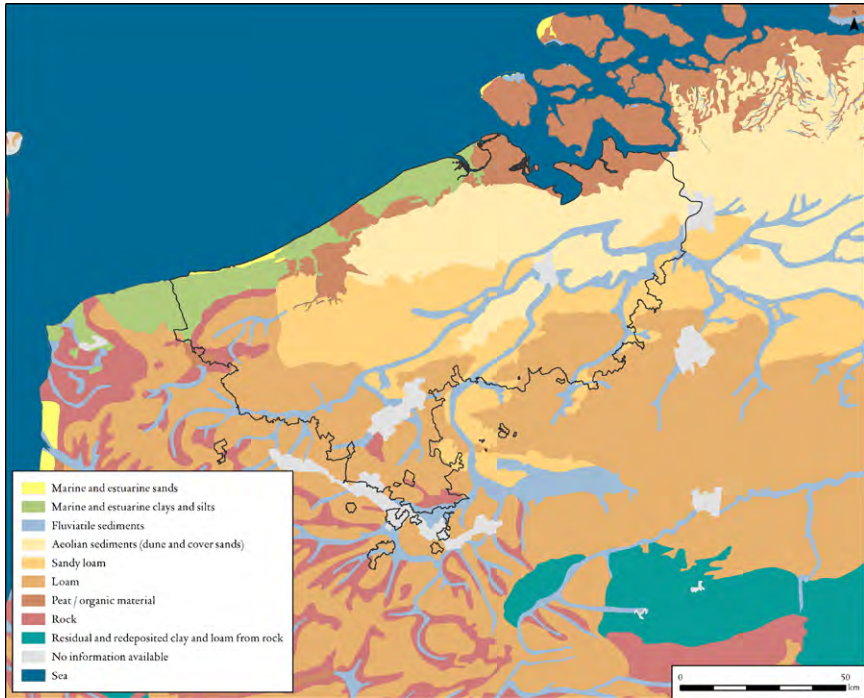 Marine and estuarine sands
Marine and estuarine clays and silts
Fluviatile sediments
Aeolian sediments (dune and cover sands)
Sandy loam
Loam
Peat / organic material
Rock
Residual and redeposited clay and loam from rock
No information available
Sea
0 50
km